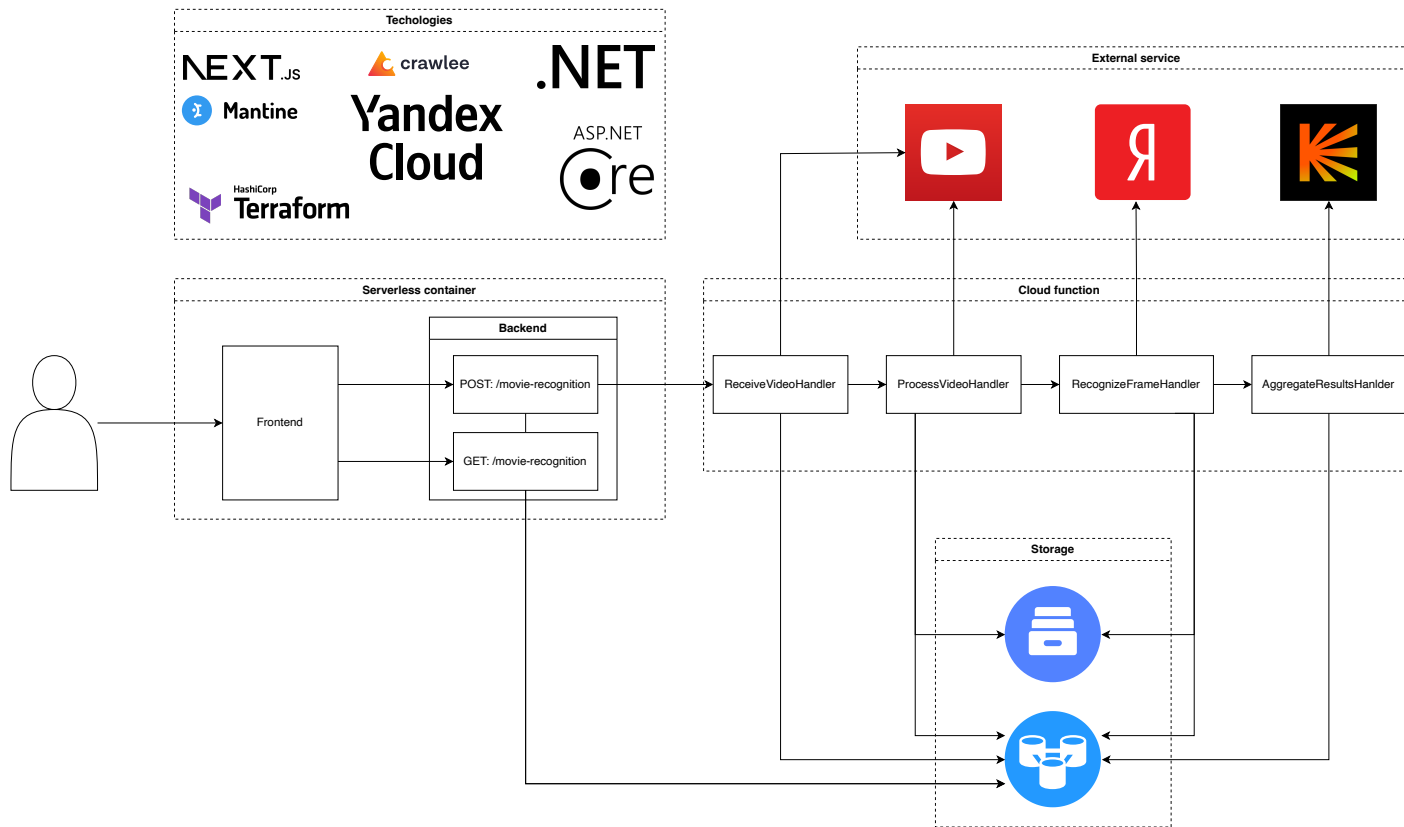 Techologies
NEXT.JS
crawlee
.NET
Mantine
Yandex
Cloud
ASP.NET
Core
HashiCorp
Terraform
External service
Я
Serverless container
Backend
Frontend
POST: /movie-recognition
GET: /movie-recognition
Cloud function
ReceiveVideoHandler
ProcessVideoHandler
RecognizeFrameHandler
AggregateResultsHanlder
Storage